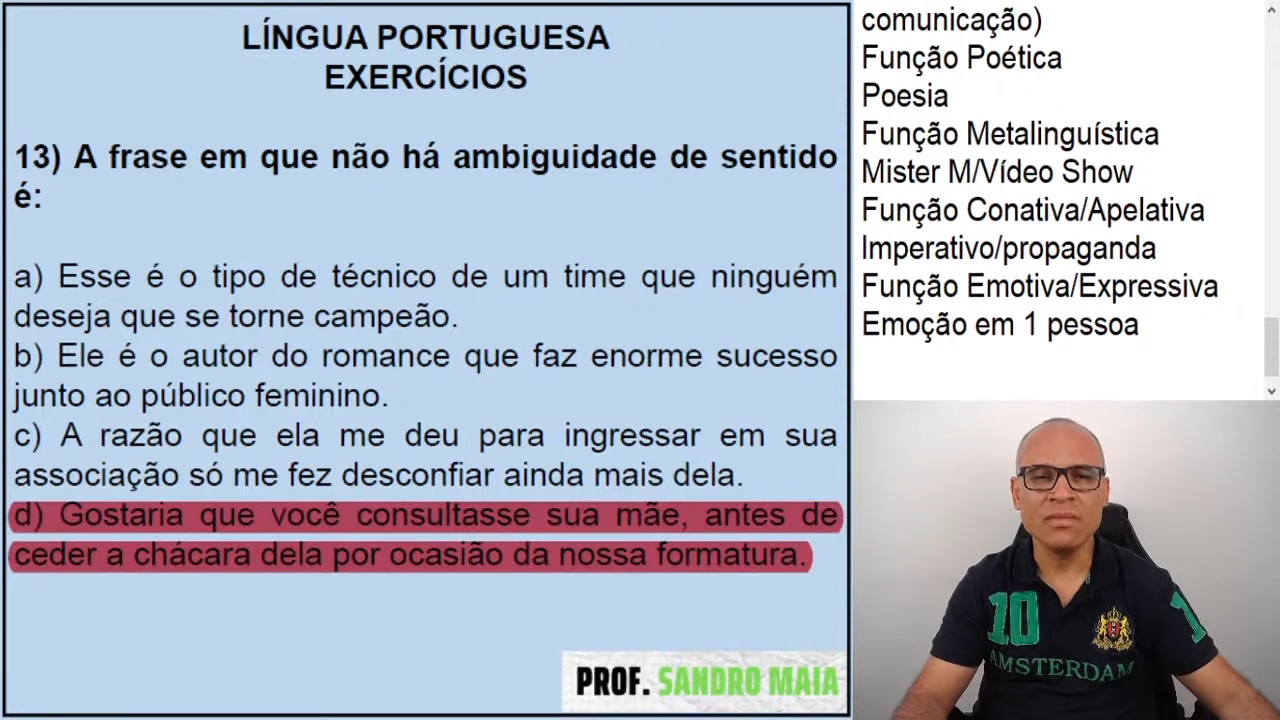 LÍNGUA PORTUGUESA
EXERCÍCIOS
13) A frase em que não há ambiguidade de sentido
é:
a) Esse é o tipo de técnico de um time que ninguém
deseja que se torne campeão.
b) Ele é o autor do romance que faz enorme sucesso
junto ao público feminino.
c) A razão que ela me deu para ingressar em sua
associação só me fez desconfiar ainda mais dela.
d) Gostaria que você consultasse sua mãe, antes de
ceder a chácara dela por ocasião da nossa formatura.
PROF. SANDRO MAIA
comunicação)
Função Poética
Poesia
Função Metalinguística
Mister M/Vídeo Show
Função Conativa/Apelativa
Imperativo/propaganda
Função Emotiva/Expressiva
Emoção em 1 pessoa
10
1
AMSTERDAM